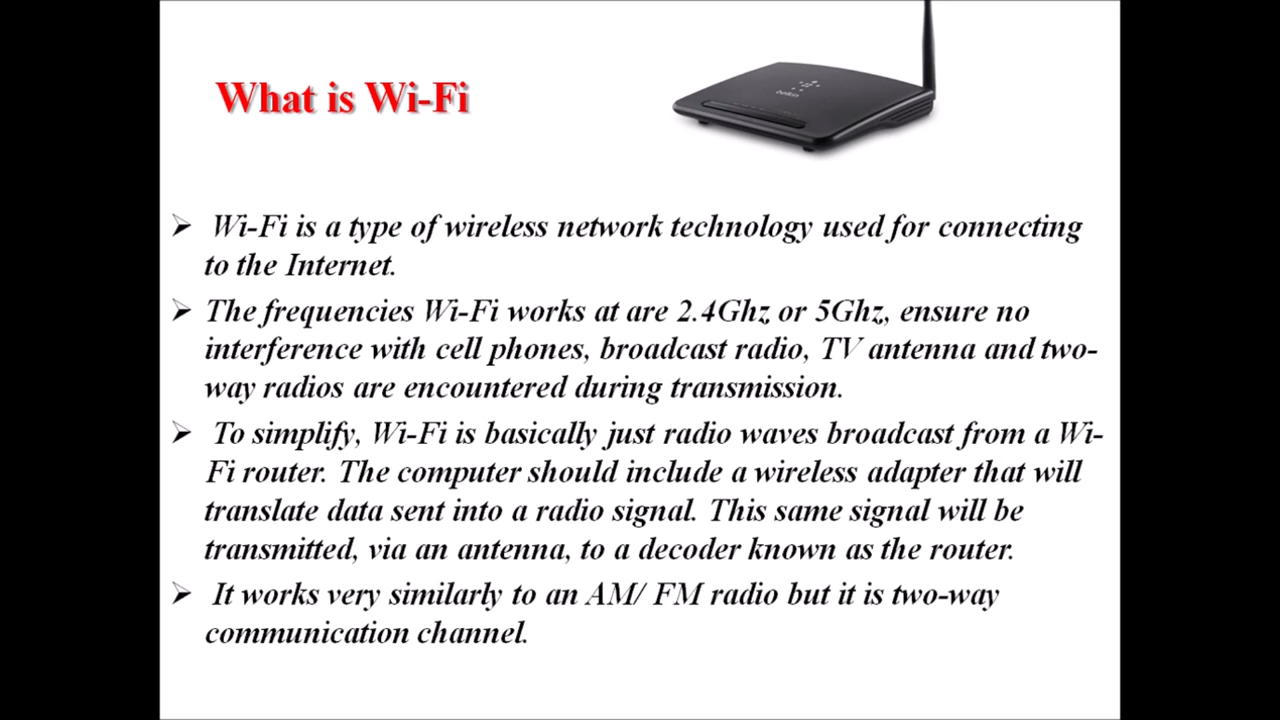 What is Wi-Fi
belkin
➢ Wi-Fi is a type of wireless network technology used for connecting
to the Internet.
➢ The frequencies Wi-Fi works at are 2.4Ghz or 5Ghz, ensure no
interference with cell phones, broadcast radio, TV antenna and two-
way radios are encountered during transmission.
➢ To simplify, Wi-Fi is basically just radio waves broadcast from a Wi-
Fi router. The computer should include a wireless adapter that will
translate data sent into a radio signal. This same signal will be
transmitted, via an antenna, to a decoder known as the router.
➢ It works very similarly to an AM/ FM radio but it is two-way
communication channel.